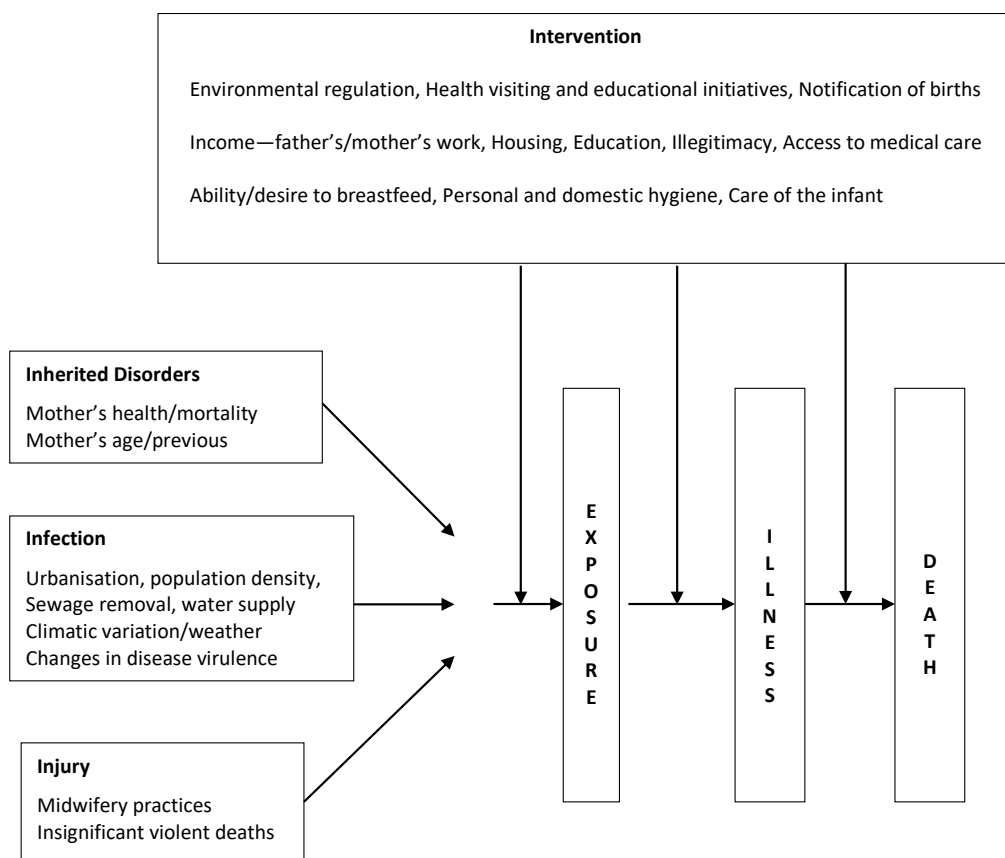 Intervention
Environmental regulation, Health visiting and educational initiatives, Notification of births
Income—father's/mother's work, Housing, Education, Illegitimacy, Access to medical care
Ability/desire to breastfeed, Personal and domestic hygiene, Care of the infant
Inherited Disorders
Mother's health/mortality
Mother's age/previous
Infection
Urbanisation, population density,
Sewage removal, water supply
Climatic variation/weather
Changes in disease virulence
Injury
Midwifery practices
Insignificant violent deaths
EXPOSURE
ILLNESS
DEATH